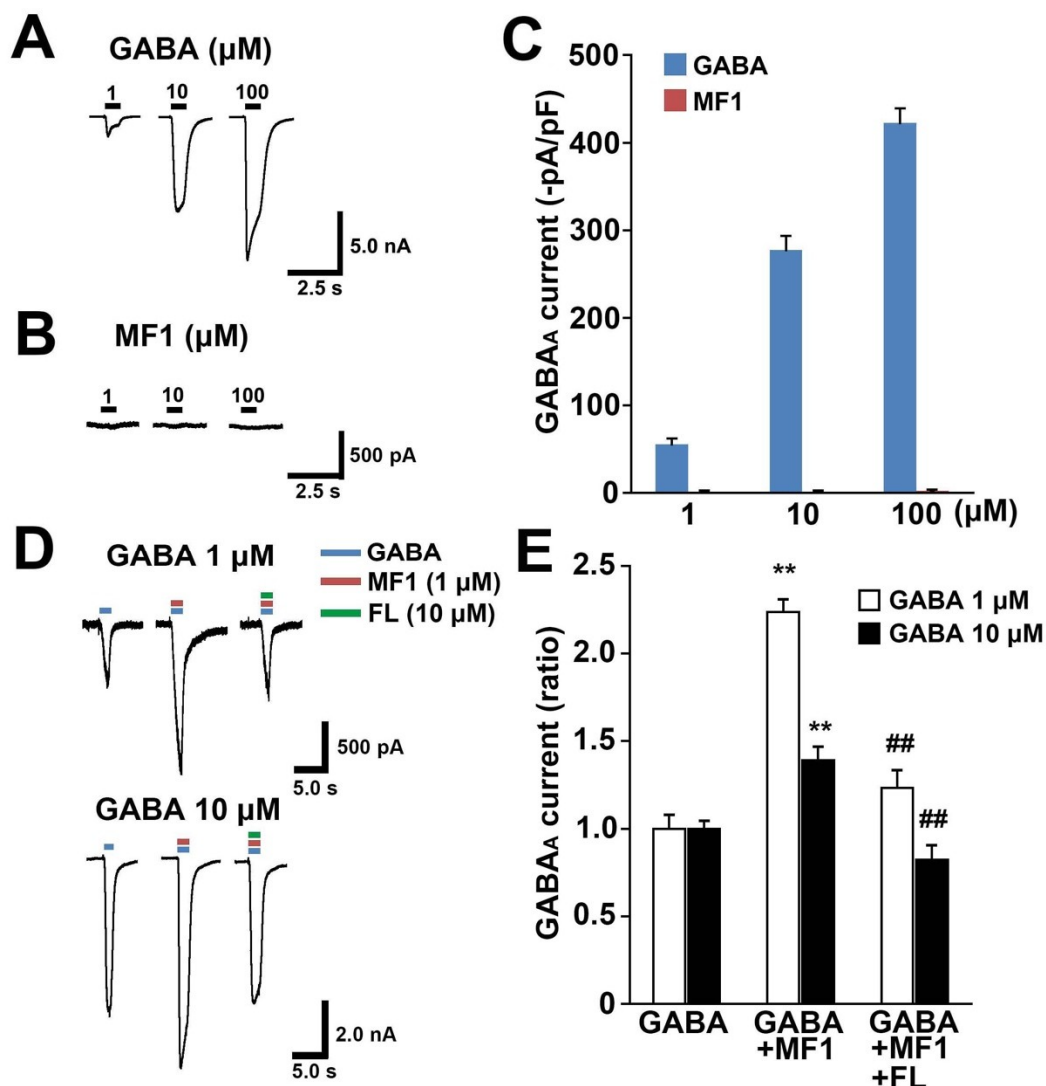 A
GABA (µM)
1 10 100
5.0 nA
2.5 s
B
MF1 (µM)
1 10 100
500 pA
2.5 s
C
GABAA current (-pA/pF)
500
400
300
200
100
0
GABA
MF1
1 10 100 (µM)
D
GABA 1 µM
GABA
MF1 (1 µM)
FL (10 µM)
500 pA
5.0 s
GABA 10 µM
2.0 nA
5.0 s
E
GABAA current (ratio)
2.5
2.0
1.5
1.0
0.5
0
**
**
##
##
GABA 1 µM
GABA 10 µM
GABA GABA GABA
+MF1 +MF1
+FL